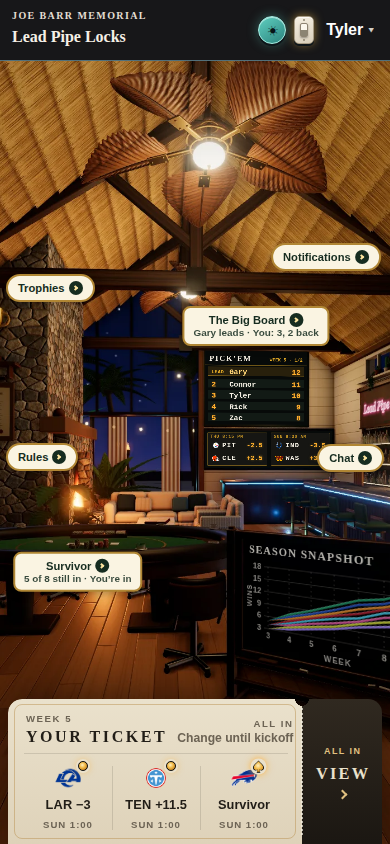 JOE BARR MEMORIAL
Lead Pipe Locks
Tyler
Notifications
Trophies
The Big Board
Gary leads · You: 3, 2 back
PICK'EM
LEAD Gary 12
2 Connor 11
3 Tyler 10
4 Rick 9
5 Zac 8
PIT -2.5
IND -3.5
CLE +2.5
WAS
Lead Pipe
Rules
Chat
Survivor
5 of 8 still in · You're in
SEASON SNAPSHOT
18
15
12
9
6
3
WINS
3 4 5 6 7 8
WEEK
WEEK 5
YOUR TICKET
ALL IN
Change until kickoff
LAR −3
SUN 1:00
TEN +11.5
SUN 1:00
Survivor
SUN 1:00
ALL IN
VIEW